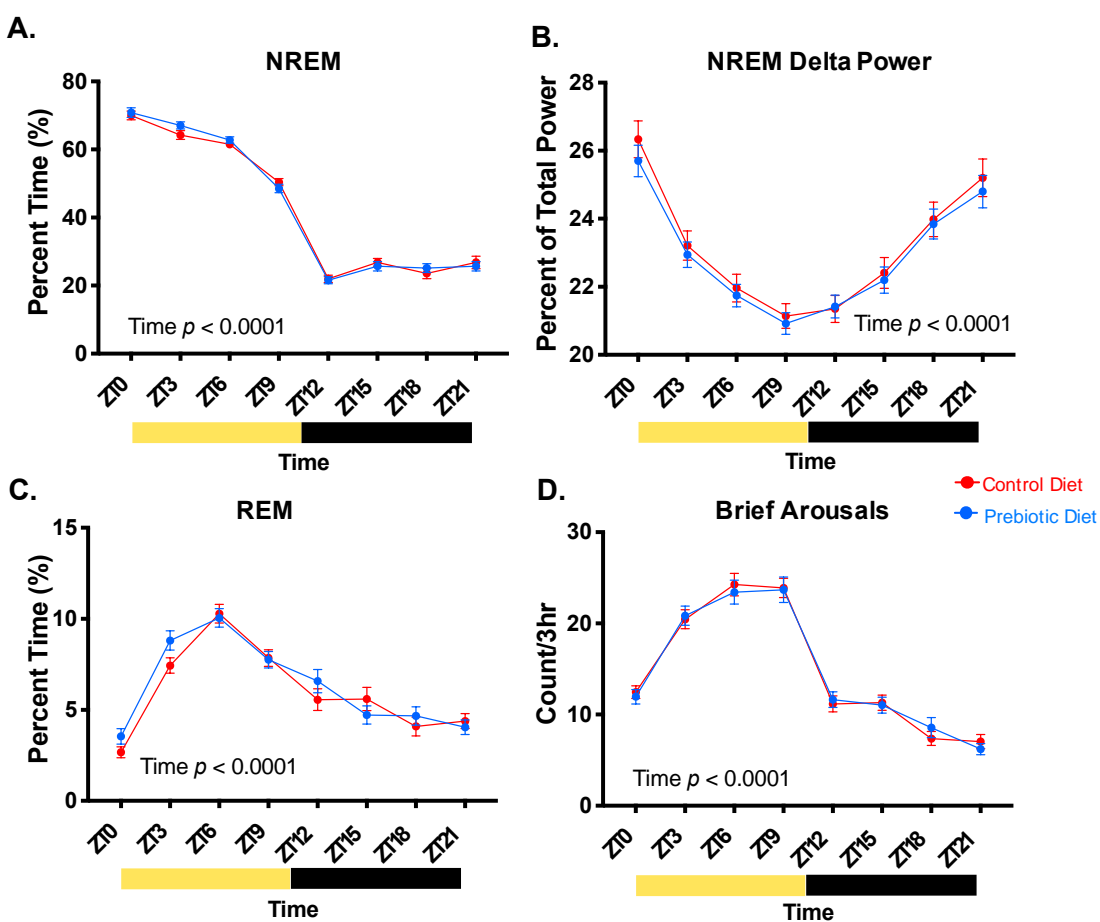 A.
NREM
Percent Time (%)
80
60
40
20
0
Time p < 0.0001
ZT0 ZT3 ZT6 ZT9 ZT12 ZT15 ZT18 ZT21
Time
B.
NREM Delta Power
Percent of Total Power
28
26
24
22
20
Time p < 0.0001
ZT0 ZT3 ZT6 ZT9 ZT12 ZT15 ZT18 ZT21
Time
C.
REM
Percent Time (%)
15
10
5
0
Time p < 0.0001
ZT0 ZT3 ZT6 ZT9 ZT12 ZT15 ZT18 ZT21
Time
D.
Control Diet
Prebiotic Diet
Brief Arousals
Count/3hr
30
20
10
0
Time p < 0.0001
ZT0 ZT3 ZT6 ZT9 ZT12 ZT15 ZT18 ZT21
Time